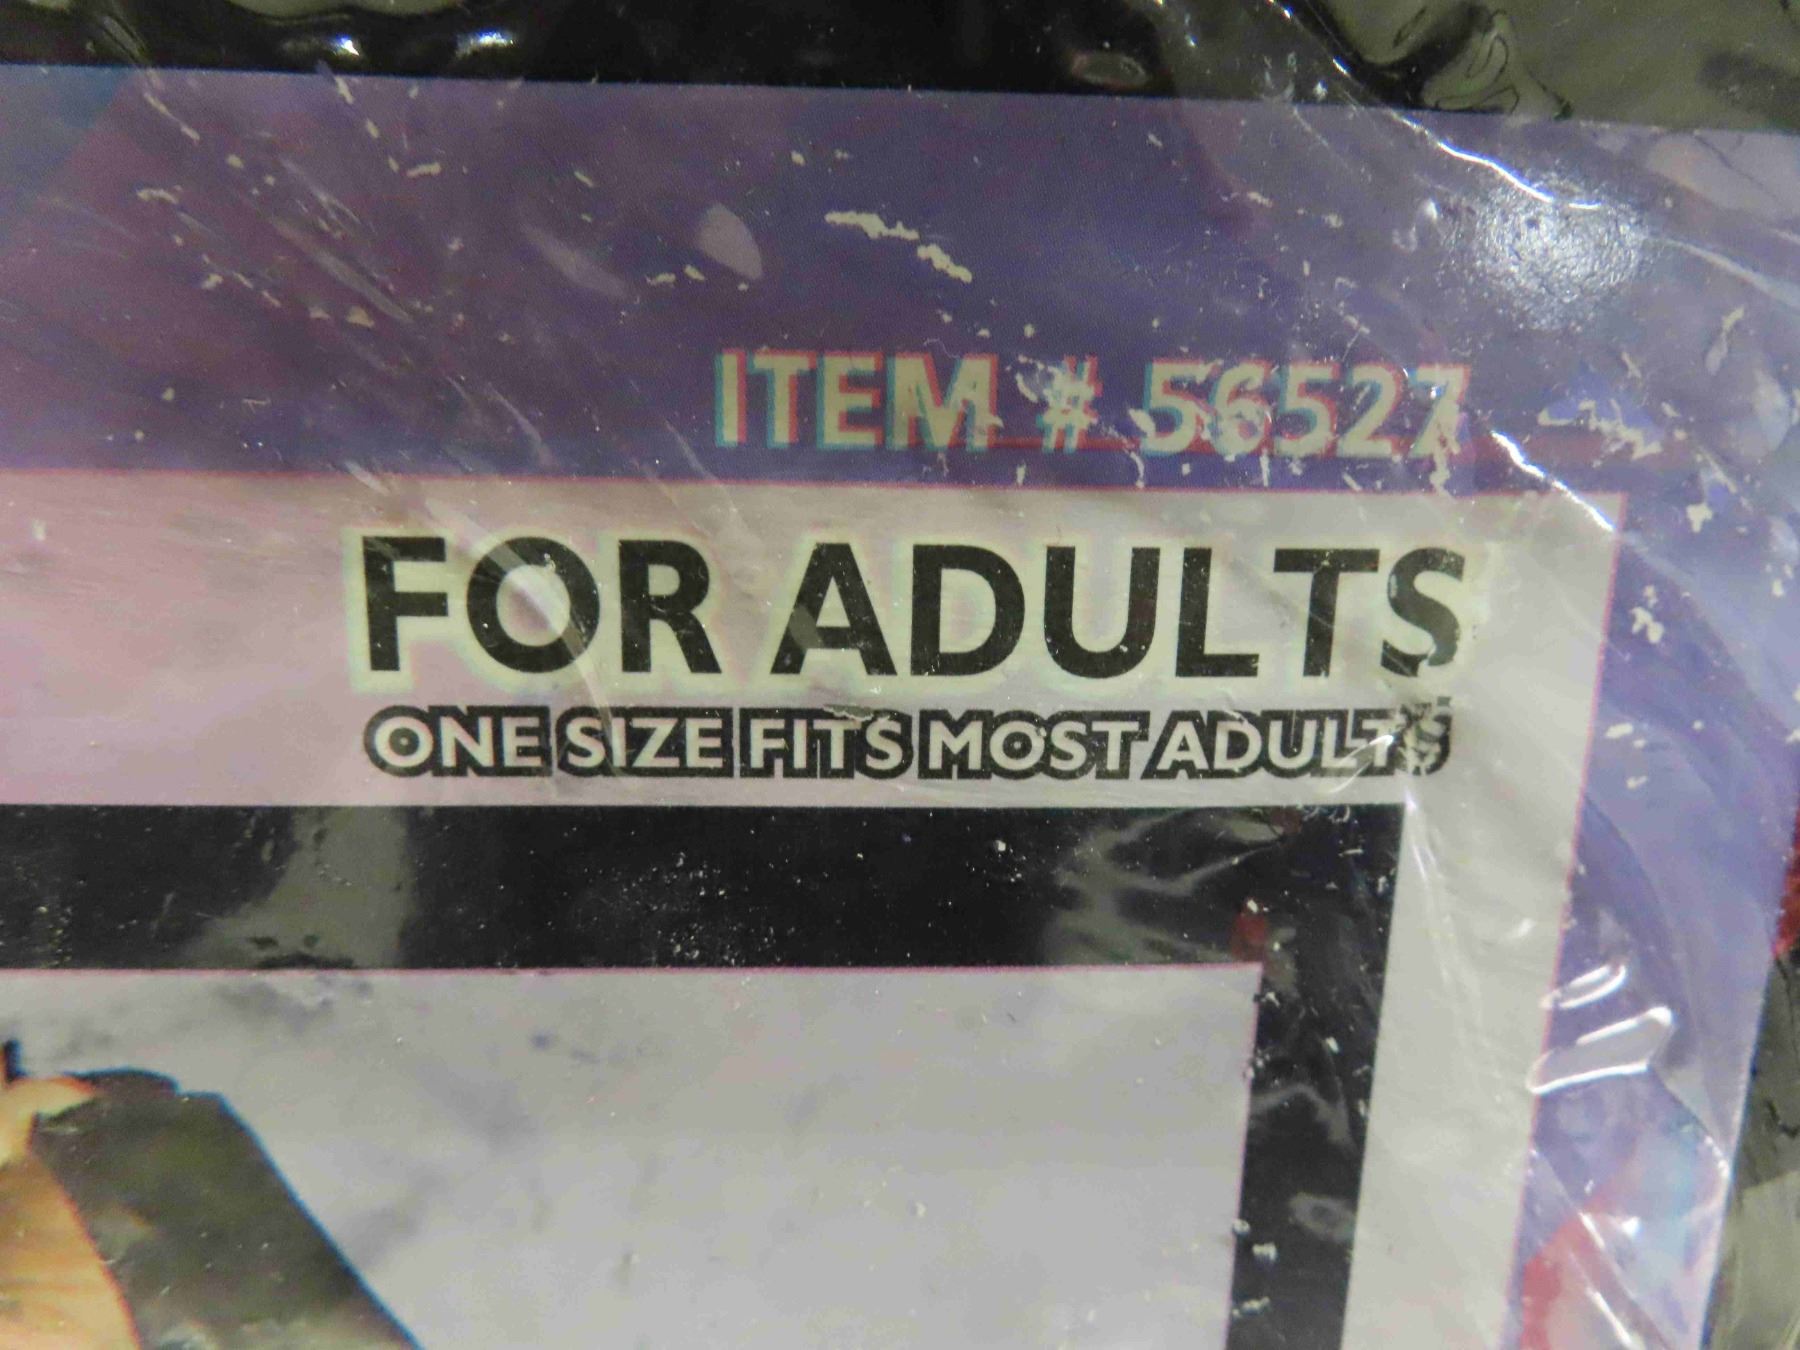 ITEM # 56527
FOR ADULTS
ONE SIZE FITS MOST ADULTS